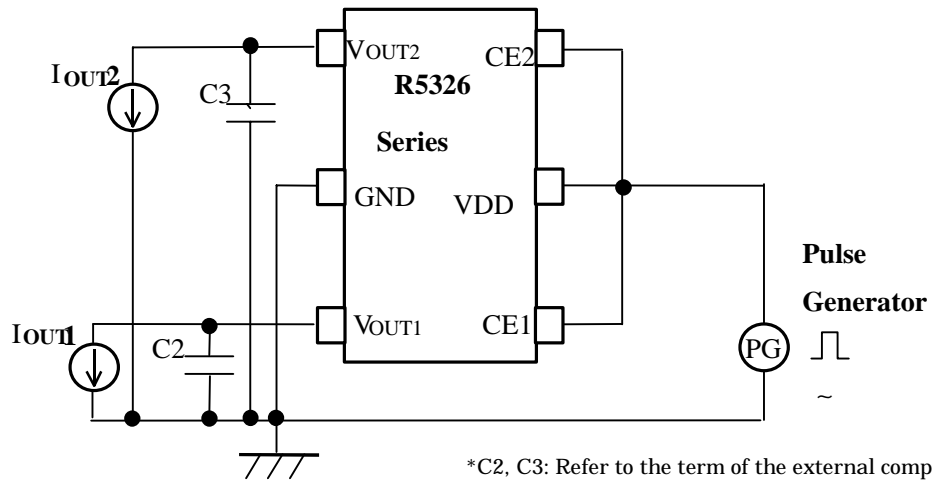 VOUT2
CE2
IOUT2
R5326
C3
Series
GND
VDD
Pulse
Generator
IOUT1
VOUT1
CE1
C2
PG
~
*C2, C3: Refer to the term of the external comp